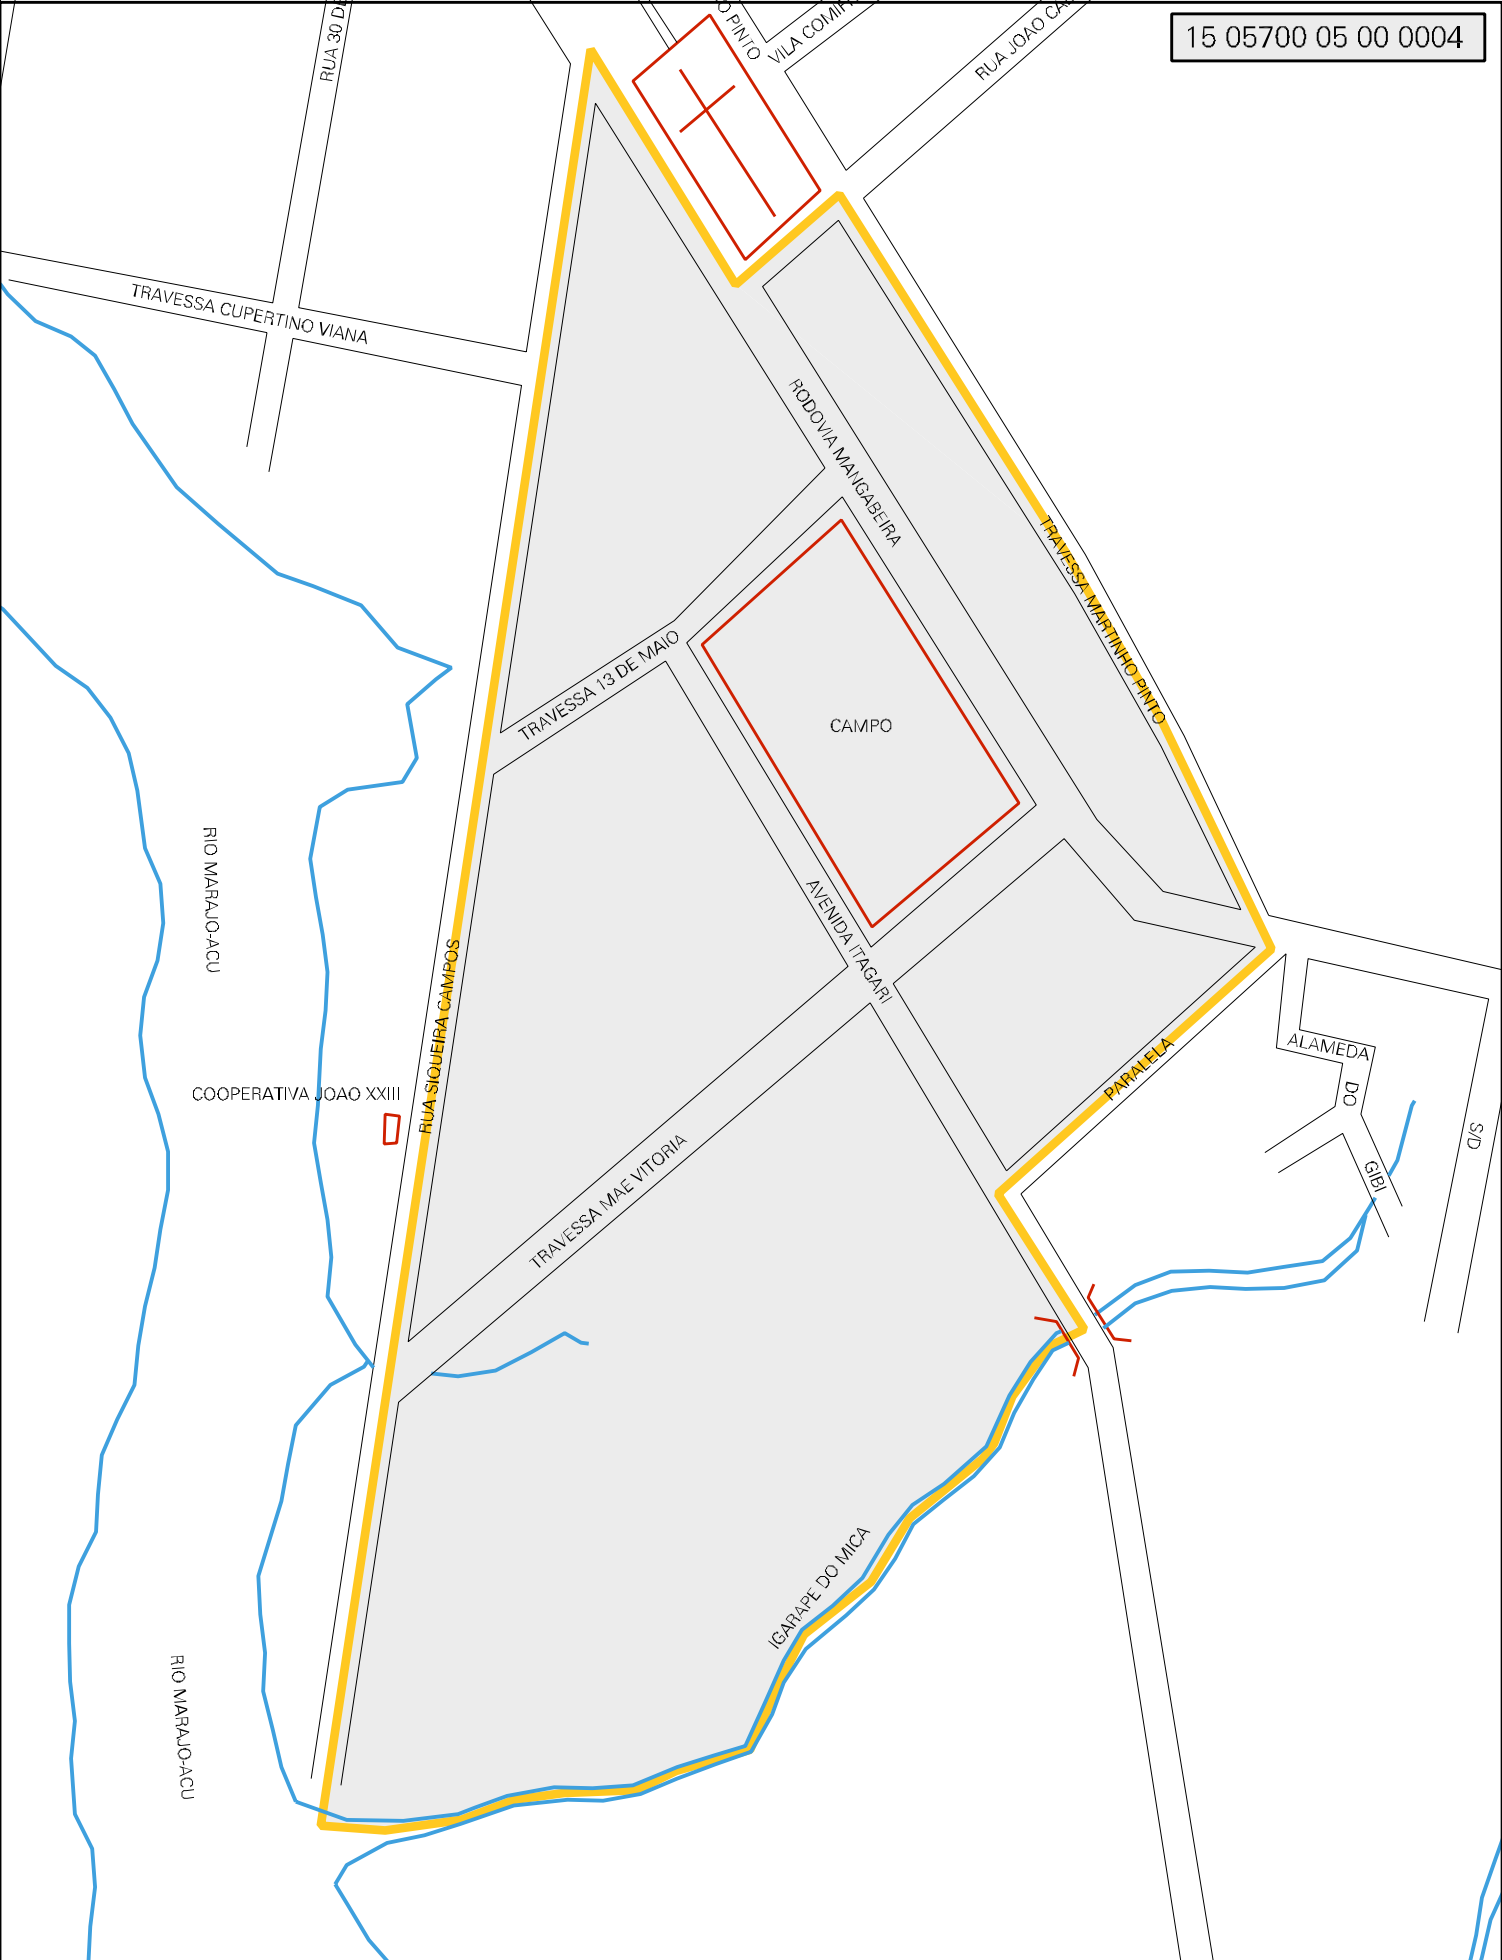 15 05700 05 00 0004
RUA 30 DE
O PINTO
VILA COMIP
RUA JOAO CA
TRAVESSA CUPERTINO VIANA
RODOVIA MANGABEIRA
TRAVESSA MARTINHO PINTO
TRAVESSA 13 DE MAIO
CAMPO
RIO MARAJO-ACU
AVENIDA ITAGARI
RUA SIQUEIRA CAMPOS
COOPERATIVA JOAO XXIII
PARALELA
ALAMEDA
DO
GIBI
S/D
TRAVESSA MAE VITORIA
IGARAPE DO MICA
RIO MARAJO-ACU